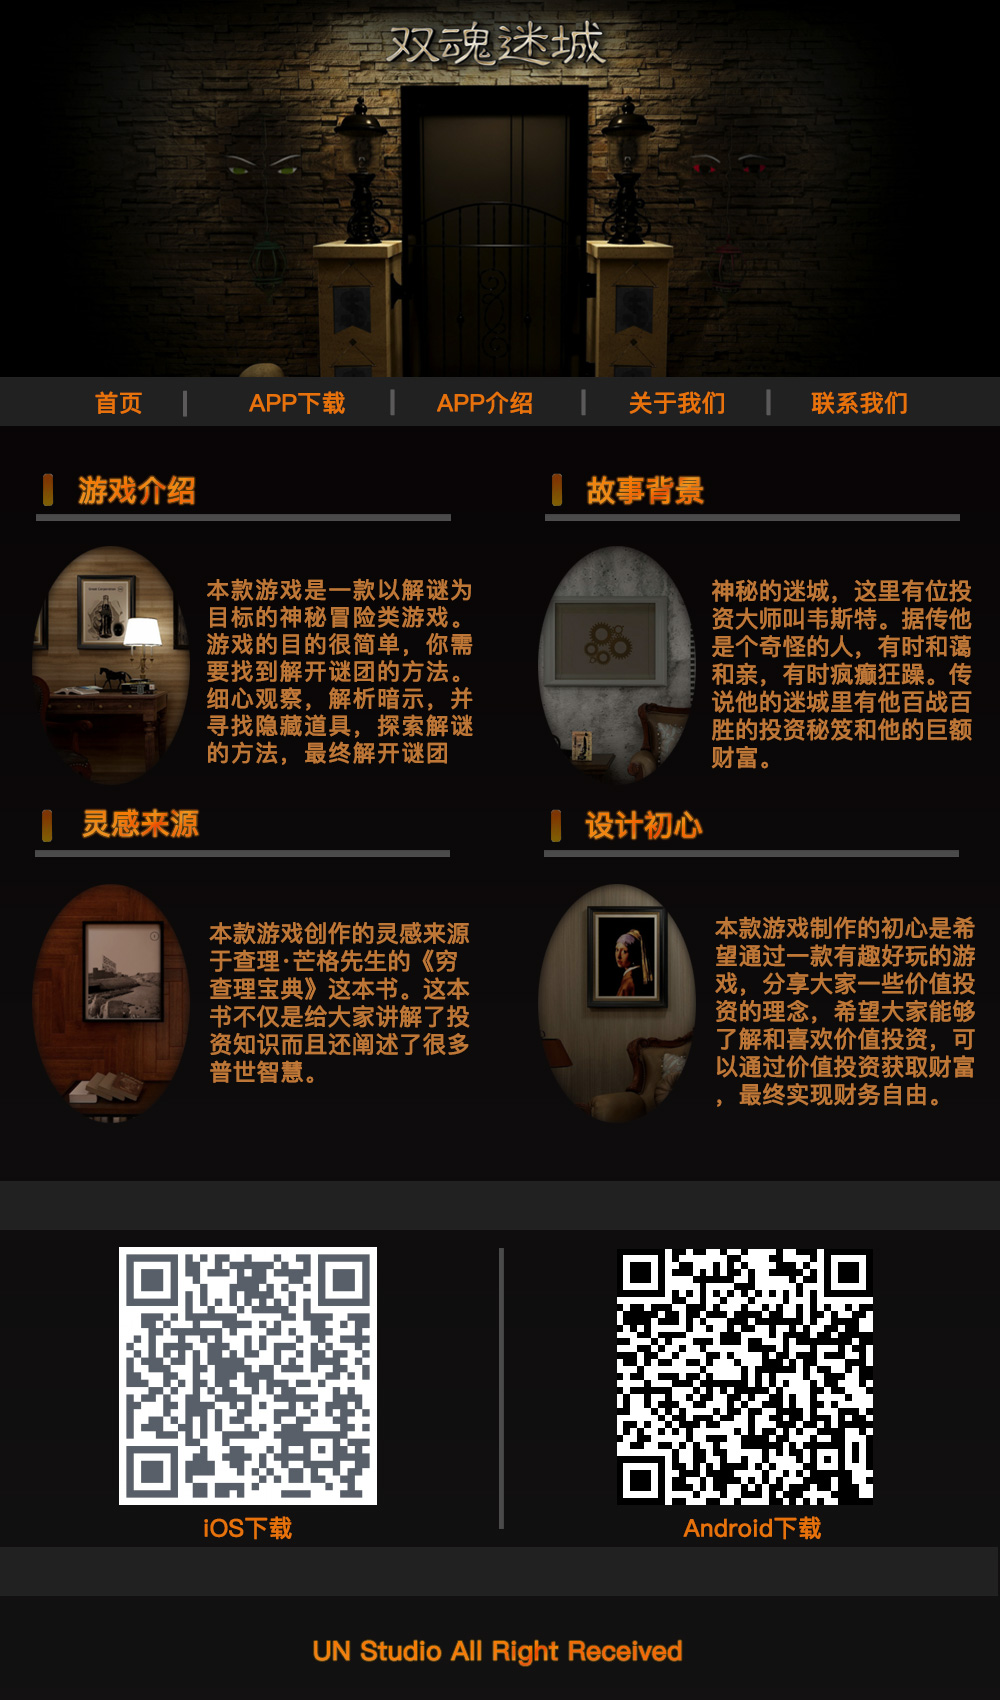 双魂迷城
首页
APP下载
APP介绍
关于我们
联系我们
游戏介绍
本款游戏是一款以解谜为
目标的神秘冒险类游戏。
游戏的目的很简单，你需
要找到解开谜团的方法。
细心观察，解析暗示，并
寻找隐藏道具，探索解谜
的方法，最终解开谜团
故事背景
神秘的迷城，这里有位投
资大师叫韦斯特。据传他
是个奇怪的人，有时和蔼
和亲，有时疯癫狂躁。传
说他的迷城里有他百战百
胜的投资秘笈和他的巨额
财富。
灵感来源
本款游戏创作的灵感来源
于查理·芒格先生的《穷
查理宝典》这本书。这本
书不仅是给大家讲解了投
资知识而且还阐述了很多
普世智慧。
设计初心
本款游戏制作的初心是希
望通过一款有趣好玩的游
戏，分享大家一些价值投
资的理念，希望大家能够
了解和喜欢价值投资，可
以通过价值投资获取财富
，最终实现财务自由。
iOS下载
Android下载
UN Studio All Right Received